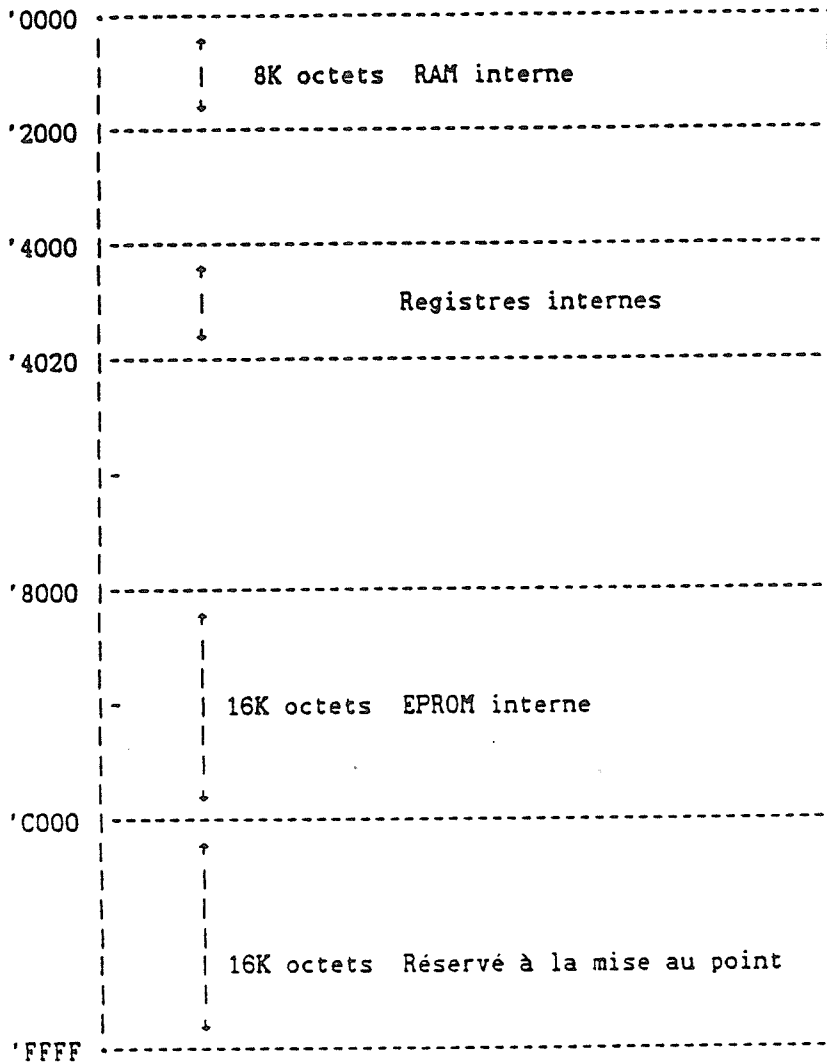 '0000
8K octets RAM interne
'2000
'4000
Registres internes
'4020
'8000
16K octets EPROM interne
'C000
16K octets Réservé à la mise au point
'FFFF